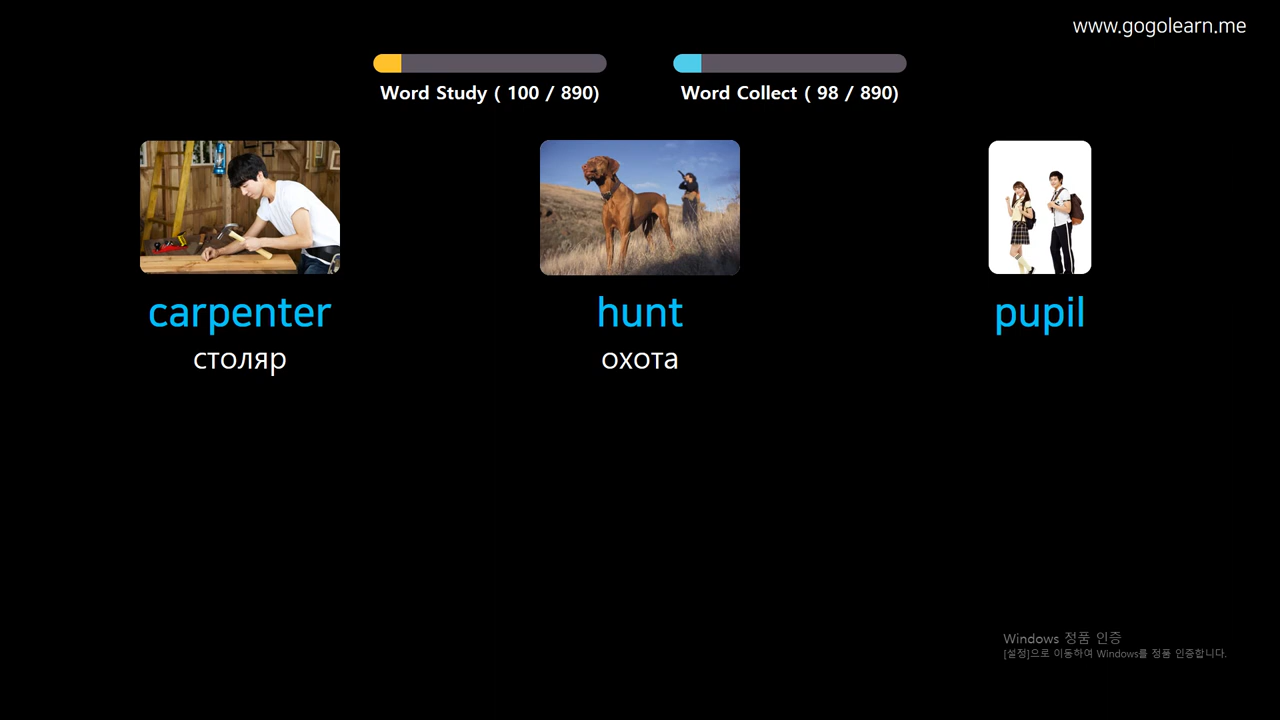 www.gogolearn.me
Word Study ( 100 / 890)
Word Collect ( 98 / 890)
carpenter
столяр
hunt
охота
pupil
Windows 정품 인증
[설정]으로 이동하여 Windows를 정품 인증합니다.